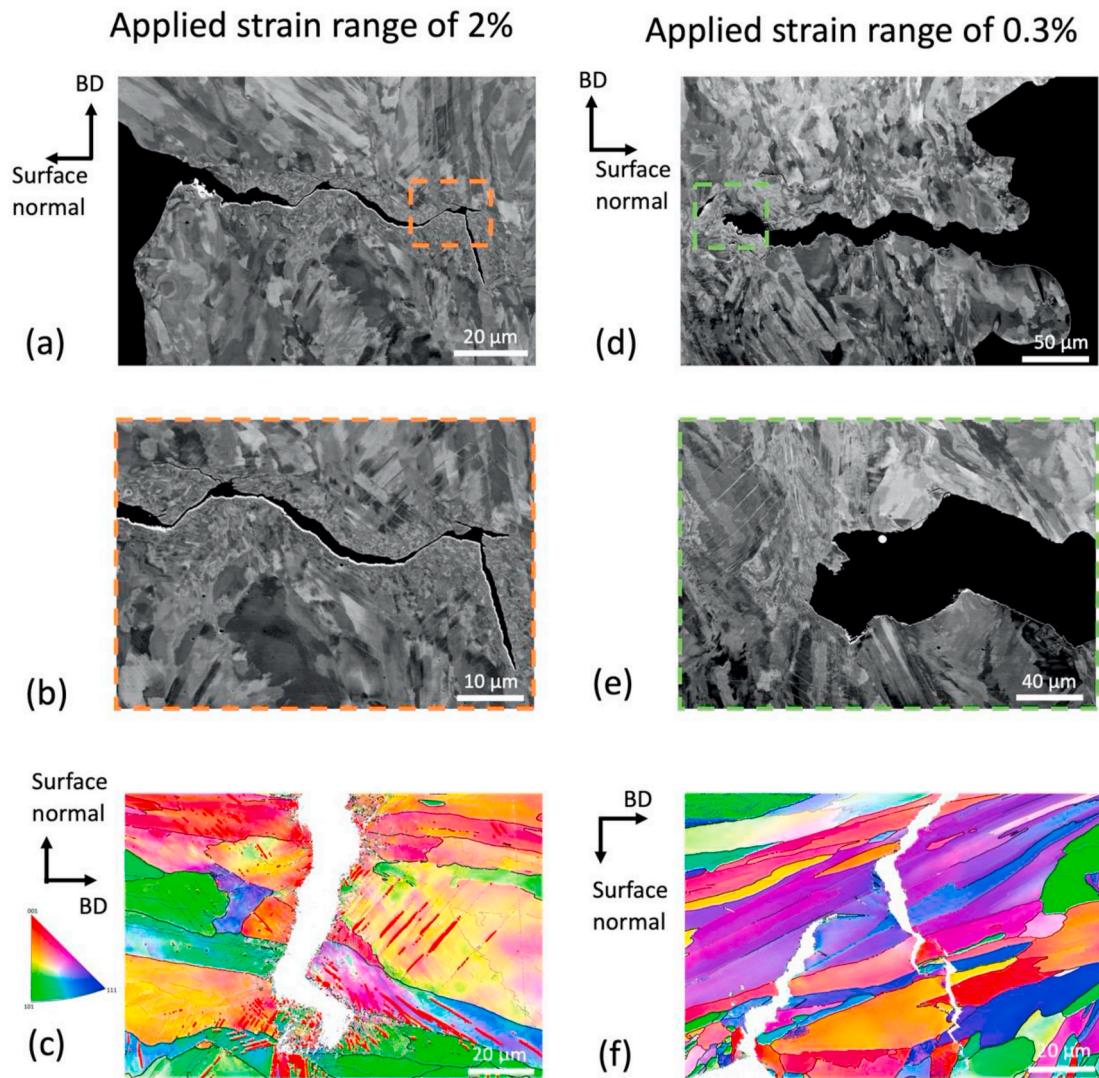 Applied strain range of 2%
Applied strain range of 0.3%
BD
Surface
normal
(a)
20 µm
BD
Surface
normal
(d)
50 µm
(b)
10 µm
(e)
40 µm
Surface
normal
BD
001
101
111
(c)
20 µm
BD
Surface
normal
(f)
20 µm